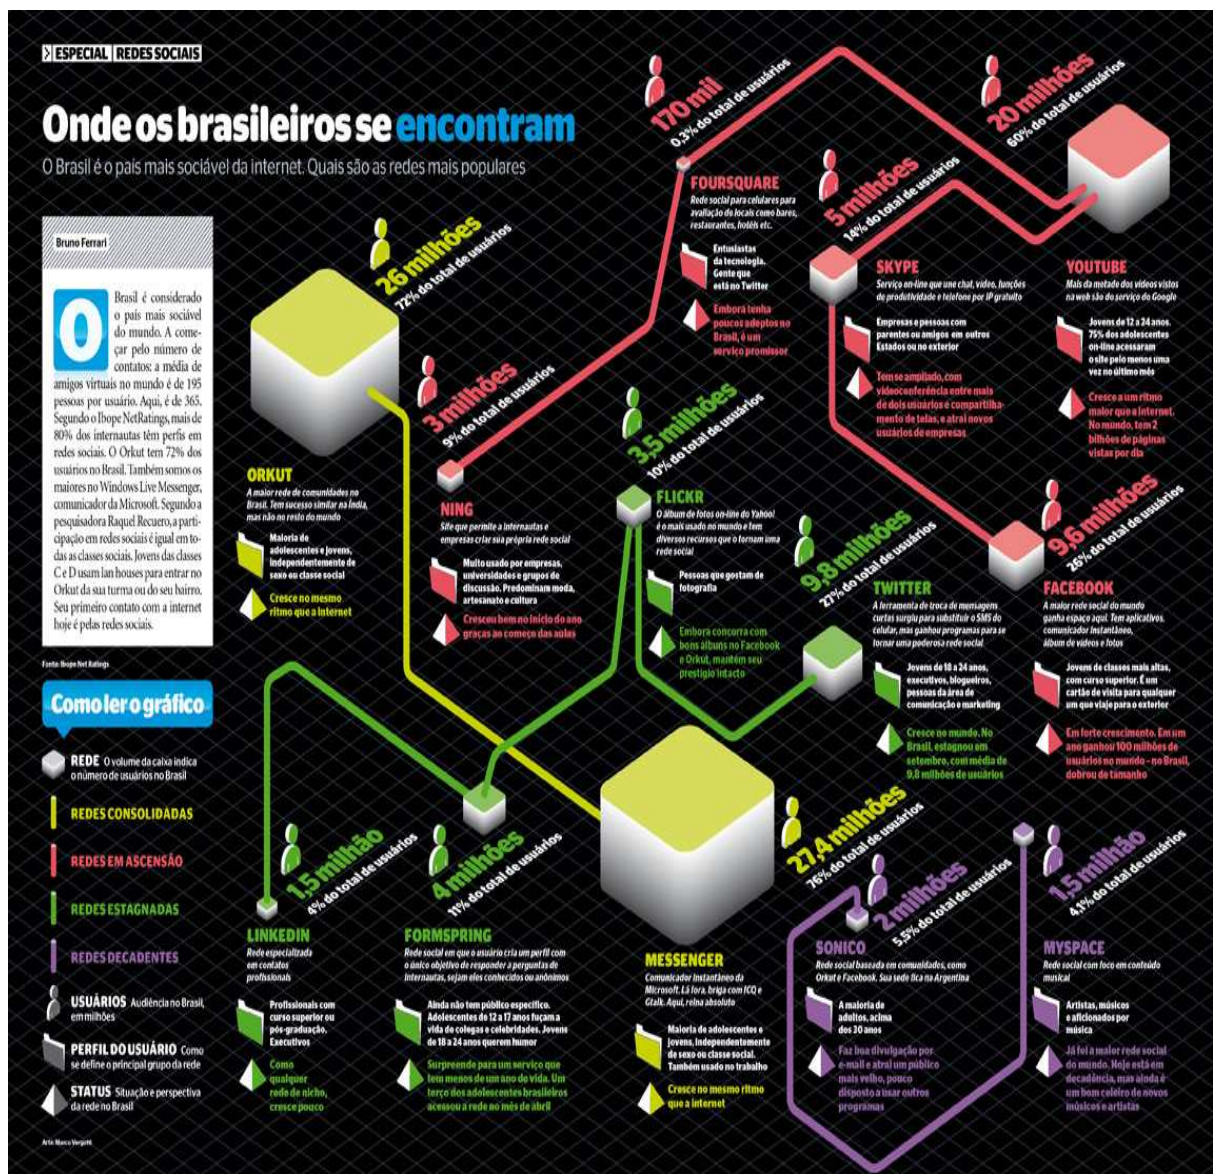 ESPECIAL REDES SOCIAIS
Onde os brasileiros se encontram
O Brasil é o país mais sociável da internet. Quais são as redes mais populares
Bruno Ferrari
O Brasil é considerado
o país mais sociável
do mundo. A come-
çar pelo número de
contatos: a média de
amigos virtuais no mundo é de 195
pessoas por usuário. Aqui, é de 365.
Segundo o Ibope NetRatings, mais de
80% dos internautas têm perfis em
redes sociais. O Orkut tem 72% dos
usuários no Brasil. Também somos os
maiores no Windows Live Messenger,
comunicador da Microsoft. Segundo a
pesquisadora Raquel Recuero, a parti-
cipação em redes sociais é igual em to-
das as classes sociais. Jovens das classes
C e D usam lan houses para entrar no
Orkut da sua turma ou do seu bairro.
Seu primeiro contato com a internet
hoje é pelas redes sociais.
Fonte: Ibope Net Ratings
Como ler o gráfico
REDE O volume da caixa indica
o número de usuários no Brasil
REDES CONSOLIDADAS
REDES EM ASCENSÃO
REDES ESTAGNADAS
REDES DECADENTES
USUÁRIOS Audiência no Brasil,
em milhões
PERFIL DO USUÁRIO Como
se define o principal grupo da rede
STATUS Situação e perspectiva
da rede no Brasil
Arte: Marco Vergotti
26 milhões
72% do total de usuários
ORKUT
A maior rede de comunidades no
Brasil. Tem sucesso similar na Índia,
mas não no resto do mundo
Maioria de
adolescentes e jovens,
independentemente de
sexo ou classe social
Cresce no mesmo
ritmo que a internet
3 milhões
9% do total de usuários
NING
Site que permite a internautas e
empresas criar sua própria rede social
Muito usado por empresas,
universidades e grupos de
discussão. Predominam moda,
artesanato e cultura
Cresceu bem no início do ano
graças ao começo das aulas
170 mil
0,3% do total de usuários
FOURSQUARE
Rede social para celulares para
avaliação de locais como bares,
restaurantes, hotéis etc.
Entusiastas
da tecnologia.
Gente que
está no Twitter
Embora tenha
poucos adeptos no
Brasil, é um
serviço promissor
5 milhões
14% do total de usuários
SKYPE
Serviço on-line que une chat, vídeo, funções
de produtividade e telefone por IP gratuito
Empresas e pessoas com
parentes ou amigos em outros
Estados ou no exterior
Tem se ampliado, com
videoconferência entre mais
de dois usuários e compartilha-
mento de telas, e atrai novos
usuários de empresas
20 milhões
60% do total de usuários
YOUTUBE
Mais da metade dos vídeos vistos
na web são do serviço do Google
Jovens de 12 a 24 anos.
75% dos adolescentes
on-line acessaram
o site pelo menos uma
vez no último mês
Cresce a um ritmo
maior que a internet.
No mundo, tem 2
bilhões de páginas
vistas por dia
3,5 milhões
10% do total de usuários
FLICKR
O álbum de fotos on-line do Yahoo!
é o mais usado no mundo e tem
diversos recursos que o tornam uma
rede social
Pessoas que gostam de
fotografia
Embora concorra com
bons álbuns no Facebook
e Orkut, mantém seu
prestígio intacto
9,8 milhões
27% do total de usuários
TWITTER
A ferramenta de troca de mensagens
curtas surgiu para substituir o SMS do
celular, mas ganhou programas para se
tornar uma poderosa rede social
Jovens de 18 a 24 anos,
executivos, blogueiros,
pessoas da área de
comunicação e marketing
Cresce no mundo. No
Brasil, estagnou em
setembro, com média de
9,8 milhões de usuários
9,6 milhões
26% do total de usuários
FACEBOOK
A maior rede social do mundo
ganha espaço aqui. Tem aplicativos,
comunicador instantâneo,
álbum de vídeos e fotos
Jovens de classes mais altas,
com curso superior. É um
cartão de visita para qualquer
um que viaje para o exterior
Em forte crescimento. Em um
ano ganhou 100 milhões de
usuários no mundo - no Brasil,
dobrou de tamanho
1,5 milhão
4% do total de usuários
LINKEDIN
Rede especializada
em contatos
profissionais
Profissionais com
curso superior ou
pós-graduação.
Executivos
Como
qualquer
rede de nicho,
cresce pouco
4 milhões
11% do total de usuários
FORMSPRING
Rede social em que o usuário cria um perfil com
o único objetivo de responder a perguntas de
internautas, sejam eles conhecidos ou anônimos
Ainda não tem público específico.
Adolescentes de 12 a 17 anos fuçam a
vida de colegas e celebridades. Jovens
de 18 a 24 anos querem humor
Surpreende para um serviço que
tem menos de um ano de vida. Um
terço dos adolescentes brasileiros
acessou a rede no mês de abril
27,4 milhões
76% do total de usuários
MESSENGER
Comunicador instantâneo da
Microsoft. Lá fora, briga com ICQ e
Gtalk. Aqui, reina absoluto
Maioria de adolescentes e
jovens, independentemente
de sexo ou classe social.
Também usado no trabalho
Cresce no mesmo ritmo
que a internet
2 milhões
5,5% do total de usuários
SONICO
Rede social baseada em comunidades, como
Orkut e Facebook. Sua sede fica na Argentina
A maioria de
adultos, acima
dos 30 anos
Faz boa divulgação por
e-mail e atrai um público
mais velho, pouco
disposto a usar outros
programas
1,5 milhão
4,1% do total de usuários
MYSPACE
Rede social com foco em conteúdo
musical
Artistas, músicos
e aficionados por
música
Já foi a maior rede social
do mundo. Hoje está em
decadência, mas ainda é
um bom celeiro de novos
músicos e artistas